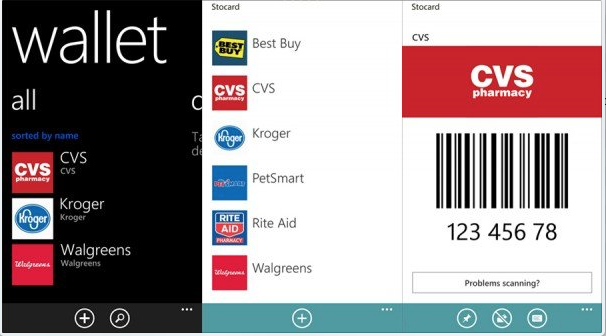 wallet
all
sorted by name
CVS
pharmacy
CVS
CVS
Kroger
Kroger
Kroger
Walgreens
Walgreens
Walgreens
Stocard
BEST
BUY
Best Buy
CVS
pharmacy
CVS
Kroger
Kroger
PETSMART
PetSmart
RITE
AID
PHARMACY
Rite Aid
Walgreens
Walgreens
Stocard
CVS
CVS
pharmacy
123 456 78
Problems scanning?